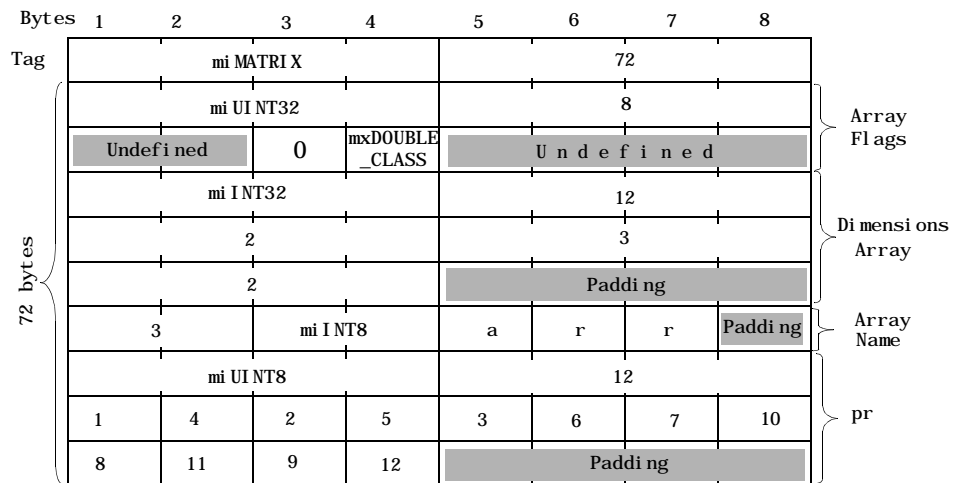 Bytes 1 2 3 4 5 6 7 8
Tag miMATRIX 72
miUINT32 8
Array
Flags
Undefined 0 mxDOUBLE
_CLASS
Undefined
miINT32 12
2 3
Dimensions
Array
2 Padding
72 bytes
3 miINT8 a r r Padding
Array
Name
miUINT8 12
1 4 2 5 3 6 7 10
pr
8 11 9 12 Padding